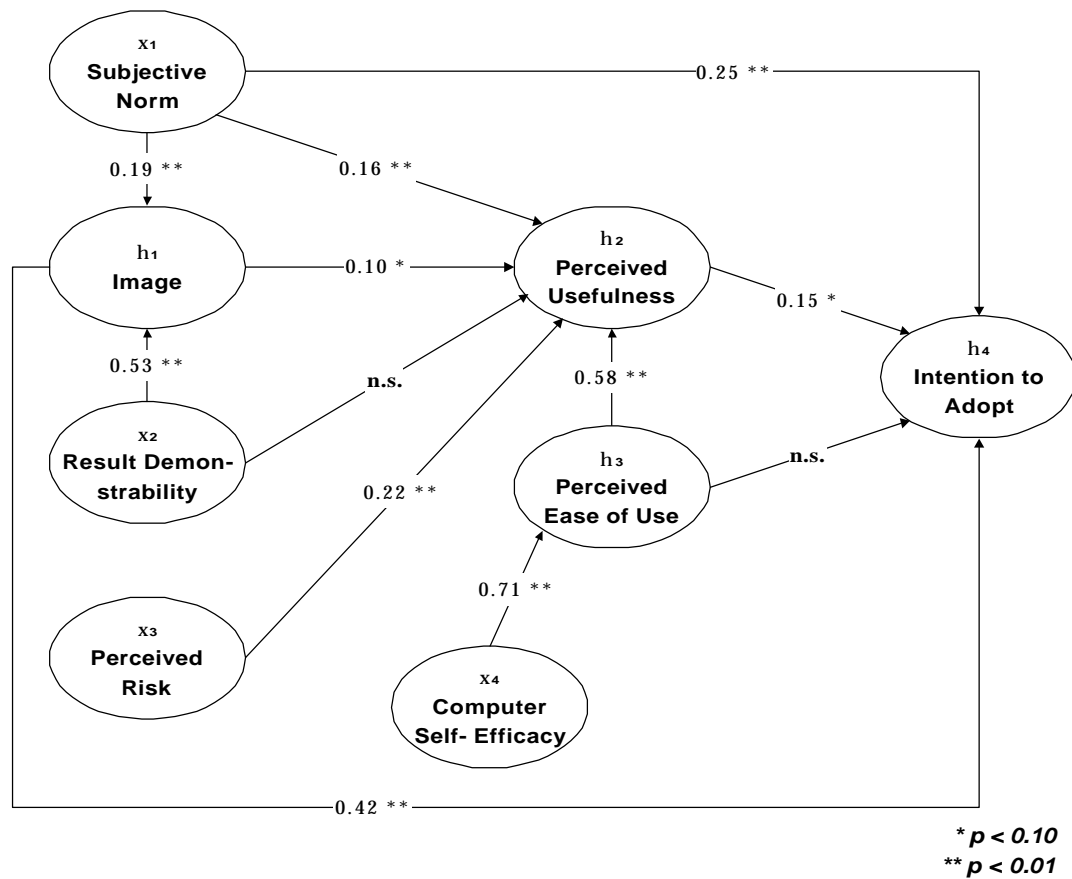 x₁
Subjective
Norm
0.25 **
0.19 **
0.16 **
h₁
Image
0.10 *
h₂
Perceived
Usefulness
0.15 *
0.53 **
n.s.
0.58 **
h₄
Intention to
Adopt
x₂
Result Demon-
strability
h₃
Perceived
Ease of Use
n.s.
0.22 **
0.71 **
x₃
Perceived
Risk
x₄
Computer
Self- Efficacy
0.42 **
* p < 0.10
** p < 0.01